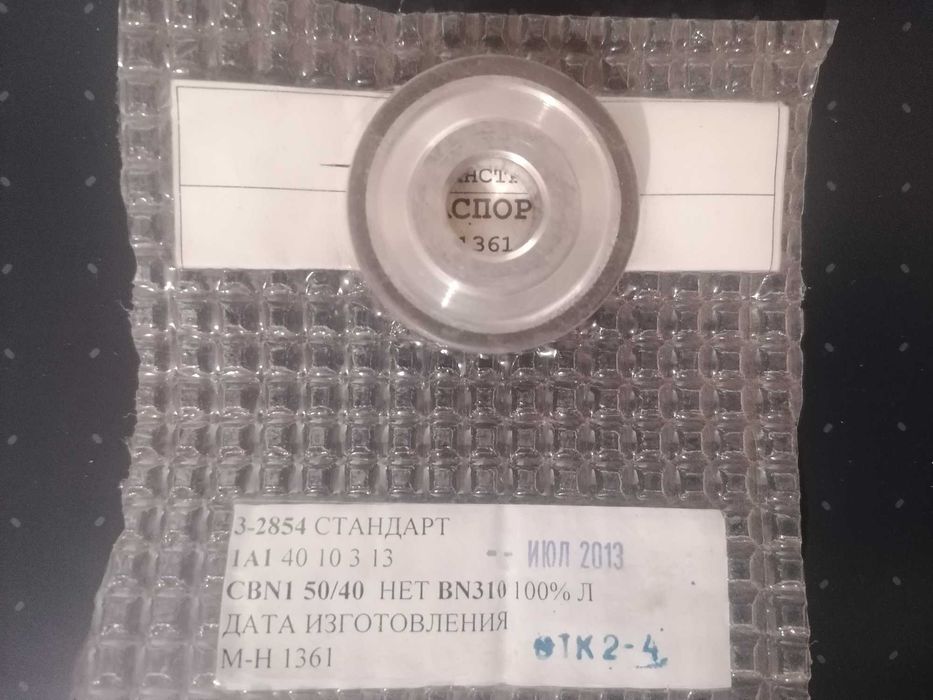 СПОР
1361
3-2854 СТАНДАРТ
1A1 40 10 3 13
-- ИЮЛ 2013
CBN1 50/40 НЕТ BN310 100% Л
ДАТА ИЗГОТОВЛЕНИЯ
ОТК 2-4
М-Н 1361